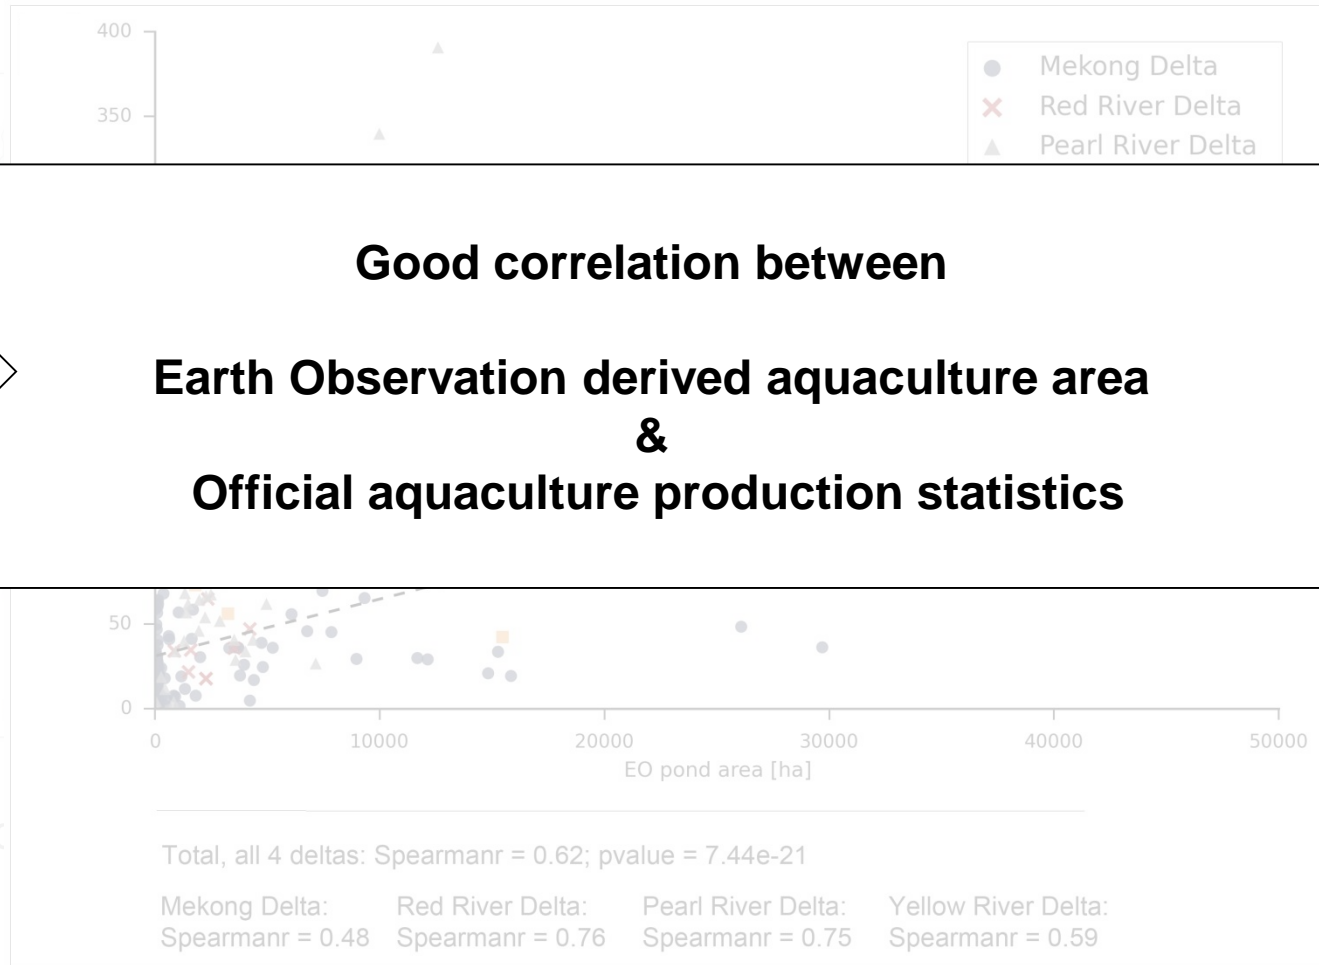 400
350
Mekong Delta
Red River Delta
Pearl River Delta
Good correlation between
Earth Observation derived aquaculture area
&
Official aquaculture production statistics
50
0
0 10000 20000 30000 40000 50000
EO pond area [ha]
Total, all 4 deltas: Spearmanr = 0.62; pvalue = 7.44e-21
Mekong Delta: Red River Delta: Pearl River Delta: Yellow River Delta:
Spearmanr = 0.48 Spearmanr = 0.76 Spearmanr = 0.75 Spearmanr = 0.59